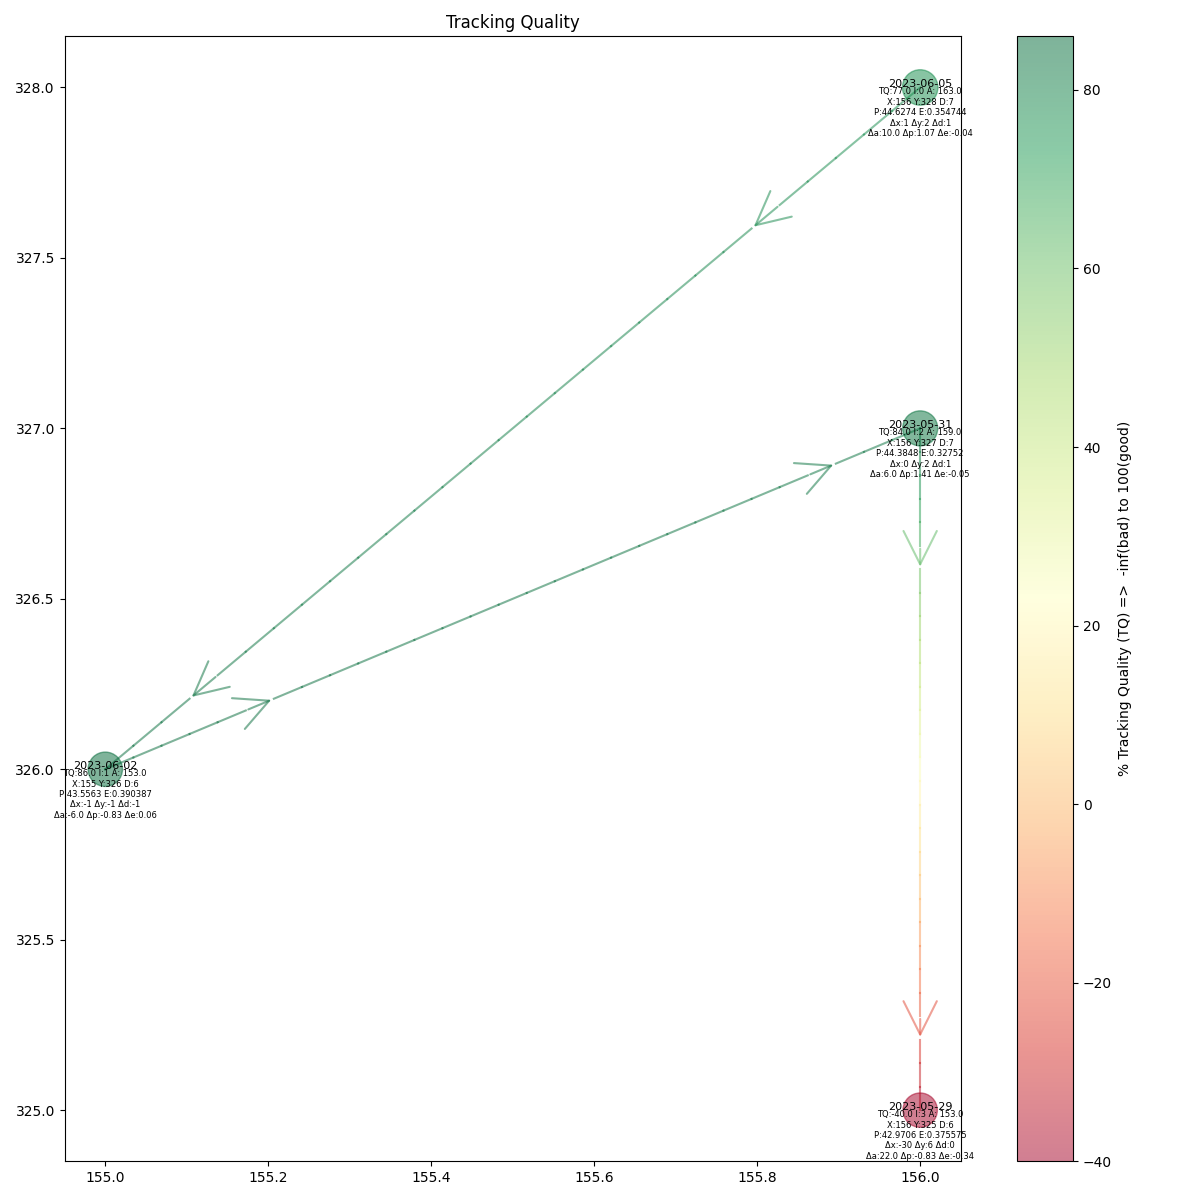 Tracking Quality
328.0
327.5
327.0
326.5
326.0
325.5
325.0
155.0
155.2
155.4
155.6
155.8
156.0
2023-06-05
TQ:77.0 I:0 A: 163.0
X:156 Y:328 D:7
P:44.6274 E:0.354744
Δx:1 Δy:2 Δd:1
Δa:10.0 Δp:1.07 Δe:-0.04
2023-05-31
TQ:84.0 I:2 A: 159.0
X:156 Y:327 D:7
P:44.3848 E:0.32752
Δx:0 Δy:2 Δd:1
Δa:6.0 Δp:1.41 Δe:-0.05
2023-06-02
TQ:86.0 I:1 A: 153.0
X:155 Y:326 D:6
P:43.5563 E:0.390387
Δx:-1 Δy:-1 Δd:-1
Δa:-6.0 Δp:-0.83 Δe:0.06
2023-05-29
TQ:-40.0 I:3 A: 153.0
X:156 Y:325 D:6
P:42.9706 E:0.375575
Δx:-30 Δy:6 Δd:0
Δa:22.0 Δp:-0.83 Δe:-0.34
80
60
40
20
0
−20
−40
% Tracking Quality (TQ) => -inf(bad) to 100(good)